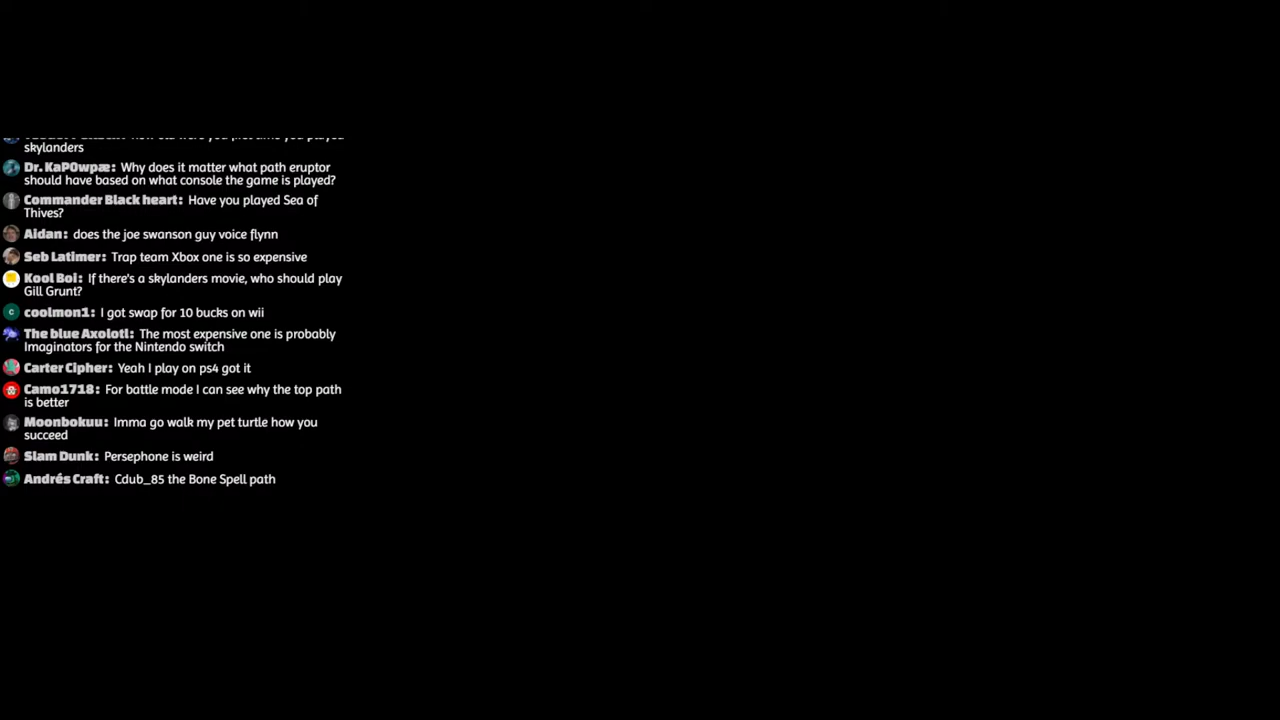 skylanders
Dr. KaP0wpæ: Why does it matter what path eruptor
should have based on what console the game is played?
Commander Black heart: Have you played Sea of
Thives?
Aidan: does the joe swanson guy voice flynn
Seb Latimer: Trap team Xbox one is so expensive
Kool Boi: If there's a skylanders movie, who should play
Gill Grunt?
C coolmon1: I got swap for 10 bucks on wii
The blue Axolotl: The most expensive one is probably
Imaginators for the Nintendo switch
Carter Cipher: Yeah I play on ps4 got it
Camo1718: For battle mode I can see why the top path
is better
Moonbokuu: Imma go walk my pet turtle how you
succeed
Slam Dunk: Persephone is weird
Andrés Craft: Cdub_85 the Bone Spell path